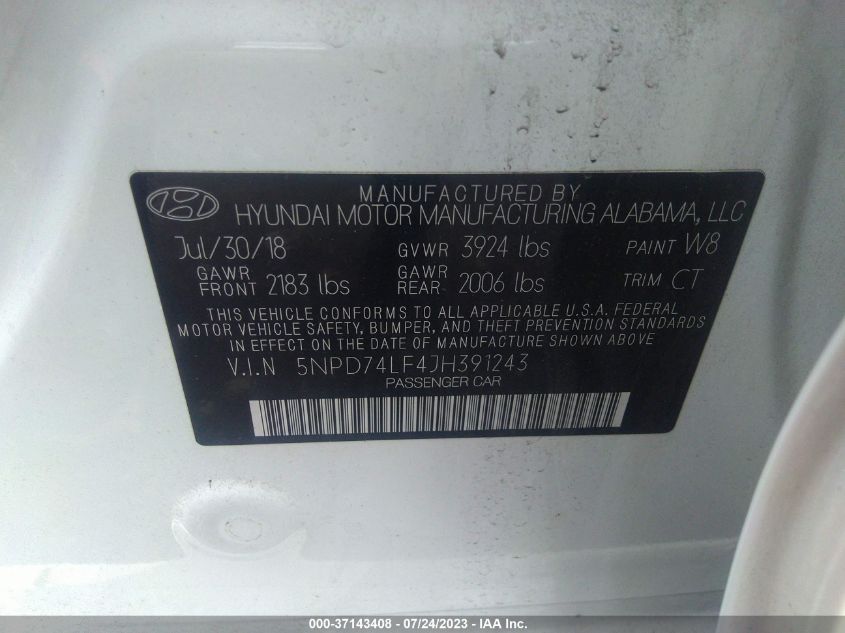 MANUFACTURED BY
HYUNDAI MOTOR MANUFACTURING ALABAMA, LLC
Jul/30/18 GVWR 3924 lbs PAINT W8
GAWR FRONT 2183 lbs GAWR REAR 2006 lbs TRIM CT
THIS VEHICLE CONFORMS TO ALL APPLICABLE U.S.A. FEDERAL
MOTOR VEHICLE SAFETY, BUMPER, AND THEFT PREVENTION STANDARDS
IN EFFECT ON THE DATE OF MANUFACTURE SHOWN ABOVE.
V.I.N 5NPD74LF4JH391243
PASSENGER CAR
000-37143408 - 07/24/2023 - © IAA Inc.